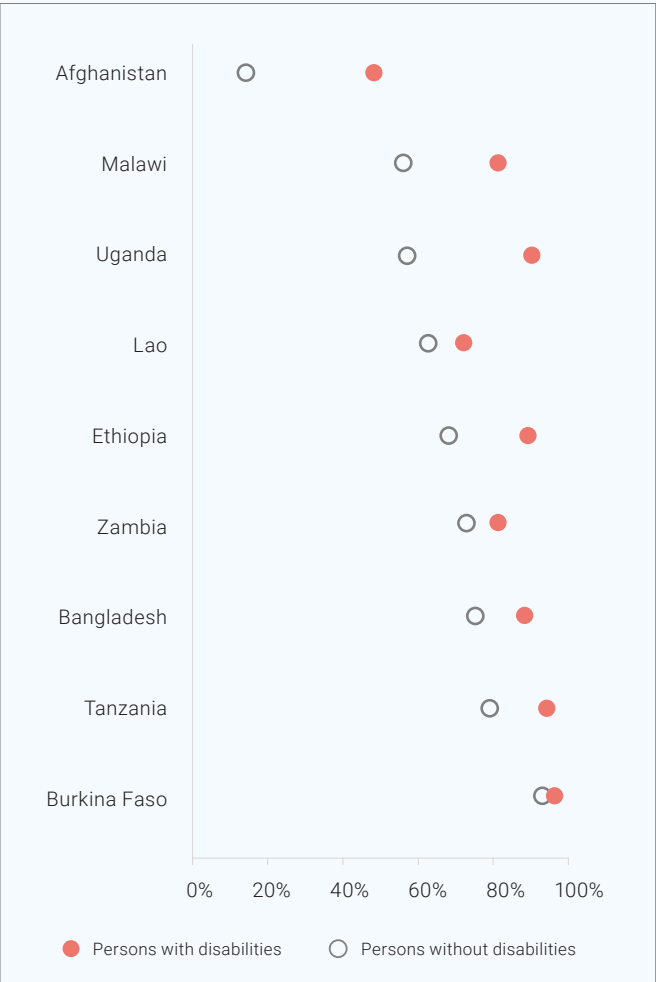 Afghanistan
Malawi
Uganda
Lao
Ethiopia
Zambia
Bangladesh
Tanzania
Burkina Faso
0% 20% 40% 60% 80% 100%
Persons with disabilities Persons without disabilities